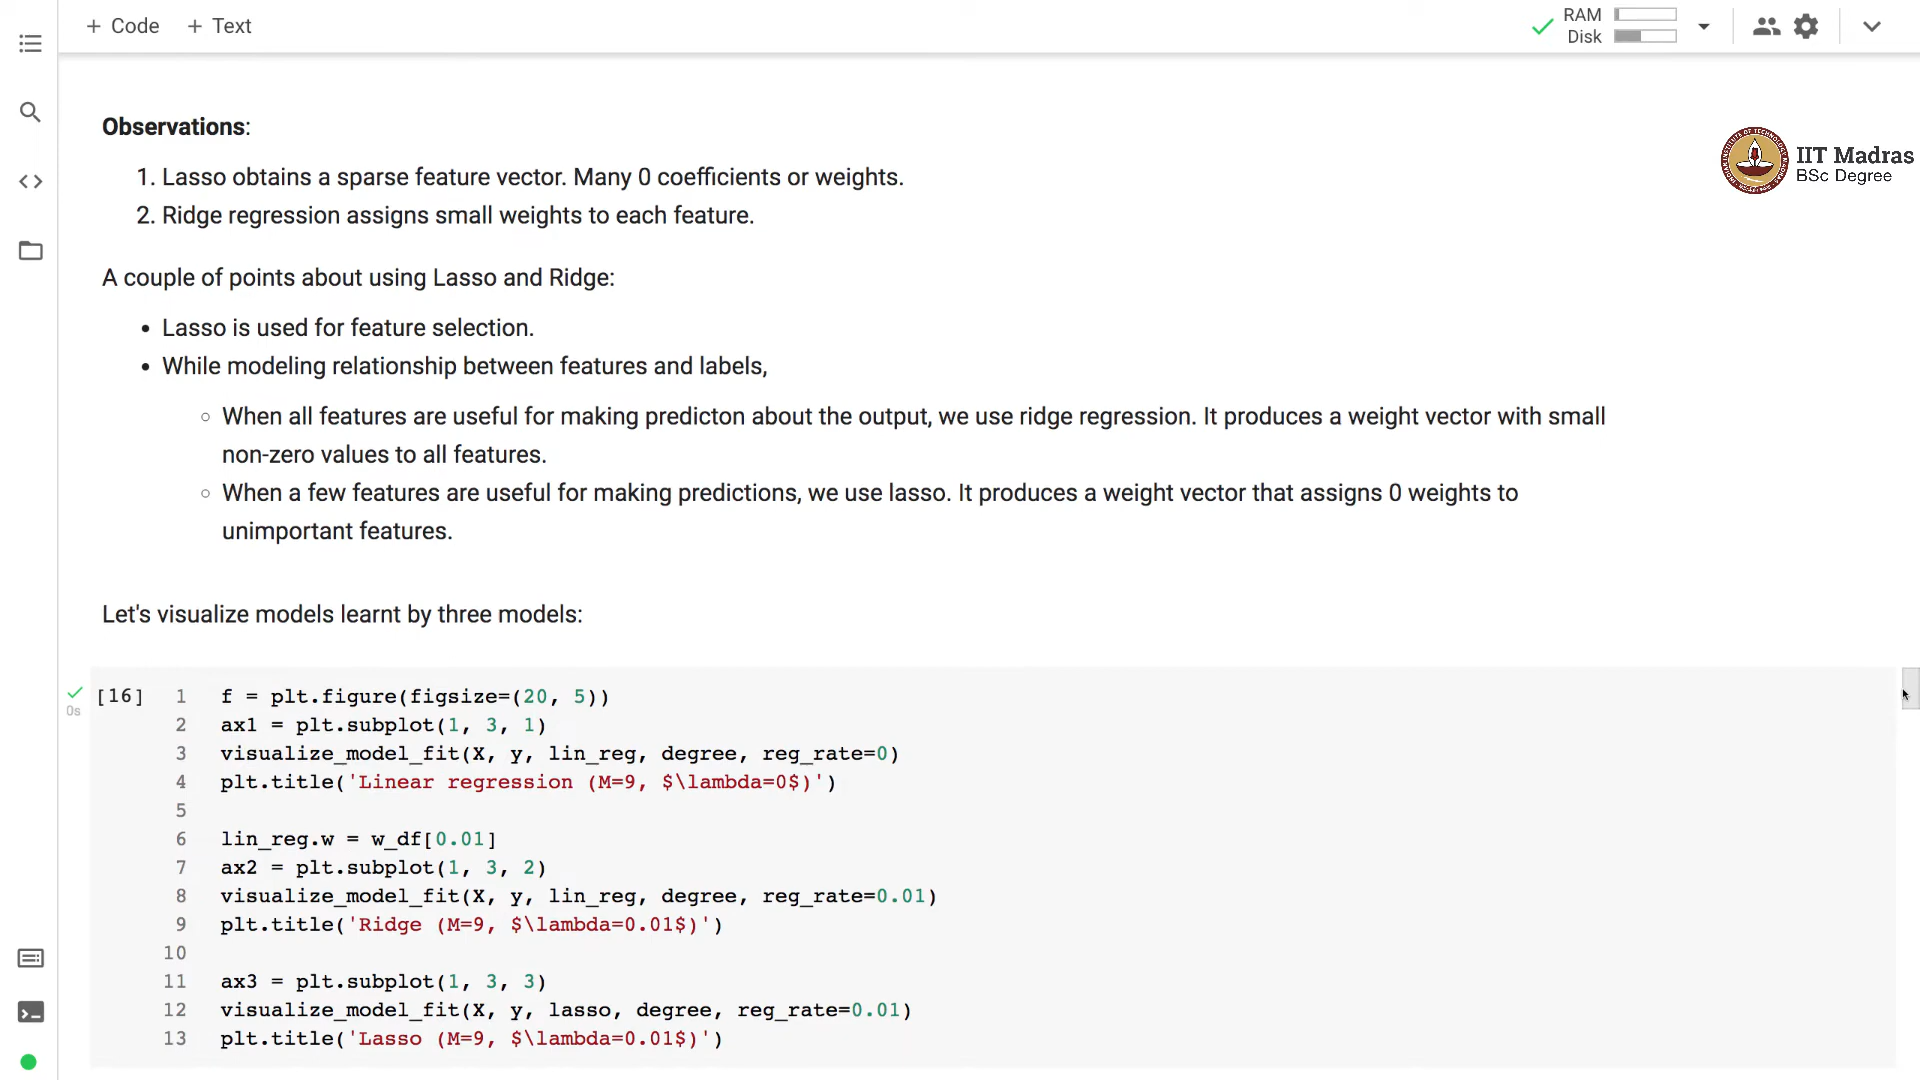 + Code + Text
RAM
Disk
Observations:
IIT Madras
BSc Degree
1. Lasso obtains a sparse feature vector. Many 0 coefficients or weights.
2. Ridge regression assigns small weights to each feature.
A couple of points about using Lasso and Ridge:
• Lasso is used for feature selection.
• While modeling relationship between features and labels,
○ When all features are useful for making predicton about the output, we use ridge regression. It produces a weight vector with small
non-zero values to all features.
○ When a few features are useful for making predictions, we use lasso. It produces a weight vector that assigns 0 weights to
unimportant features.
Let's visualize models learnt by three models:
[16] 1 f = plt.figure(figsize=(20, 5))
0s
2 ax1 = plt.subplot(1, 3, 1)
3 visualize_model_fit(X, y, lin_reg, degree, reg_rate=0)
4 plt.title('Linear regression (M=9, $\lambda=0$)')
5
6 lin_reg.w = w_df[0.01]
7 ax2 = plt.subplot(1, 3, 2)
8 visualize_model_fit(X, y, lin_reg, degree, reg_rate=0.01)
9 plt.title('Ridge (M=9, $\lambda=0.01$)')
10
11 ax3 = plt.subplot(1, 3, 3)
12 visualize_model_fit(X, y, lasso, degree, reg_rate=0.01)
13 plt.title('Lasso (M=9, $\lambda=0.01$)')